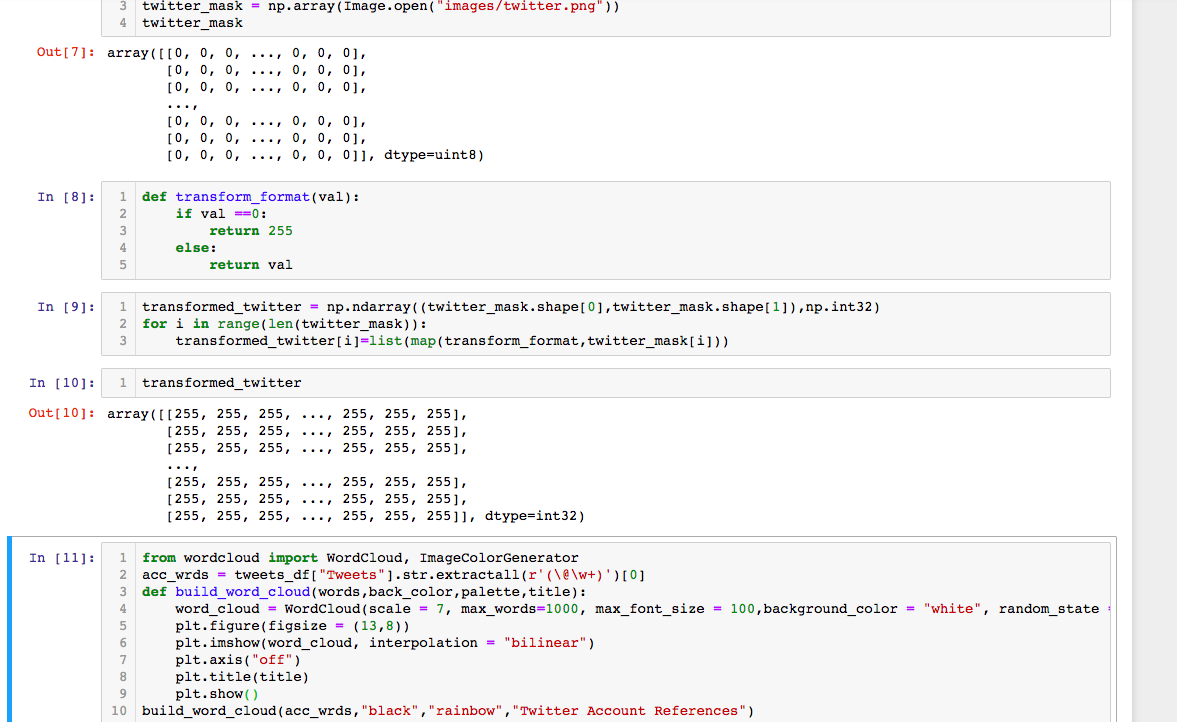 3 twitter_mask = np.array(Image.open("images/twitter.png"))
4 twitter_mask
Out[7]: array([[0, 0, 0, ..., 0, 0, 0],
[0, 0, 0, ..., 0, 0, 0],
[0, 0, 0, ..., 0, 0, 0],
...,
[0, 0, 0, ..., 0, 0, 0],
[0, 0, 0, ..., 0, 0, 0],
[0, 0, 0, ..., 0, 0, 0]], dtype=uint8)
In [8]: 1 def transform_format(val):
2 if val ==0:
3 return 255
4 else:
5 return val
In [9]: 1 transformed_twitter = np.ndarray((twitter_mask.shape[0],twitter_mask.shape[1]),np.int32)
2 for i in range(len(twitter_mask)):
3 transformed_twitter[i]=list(map(transform_format,twitter_mask[i]))
In [10]: 1 transformed_twitter
Out[10]: array([[255, 255, 255, ..., 255, 255, 255],
[255, 255, 255, ..., 255, 255, 255],
[255, 255, 255, ..., 255, 255, 255],
...,
[255, 255, 255, ..., 255, 255, 255],
[255, 255, 255, ..., 255, 255, 255],
[255, 255, 255, ..., 255, 255, 255]], dtype=int32)
In [11]: 1 from wordcloud import WordCloud, ImageColorGenerator
2 acc_wrds = tweets_df["Tweets"].str.extractall(r'(\@\w+)')[0]
3 def build_word_cloud(words,back_color,palette,title):
4 word_cloud = WordCloud(scale = 7, max_words=1000, max_font_size = 100,background_color = "white", random_state
5 plt.figure(figsize = (13,8))
6 plt.imshow(word_cloud, interpolation = "bilinear")
7 plt.axis("off")
8 plt.title(title)
9 plt.show()
10 build_word_cloud(acc_wrds,"black","rainbow","Twitter Account References")